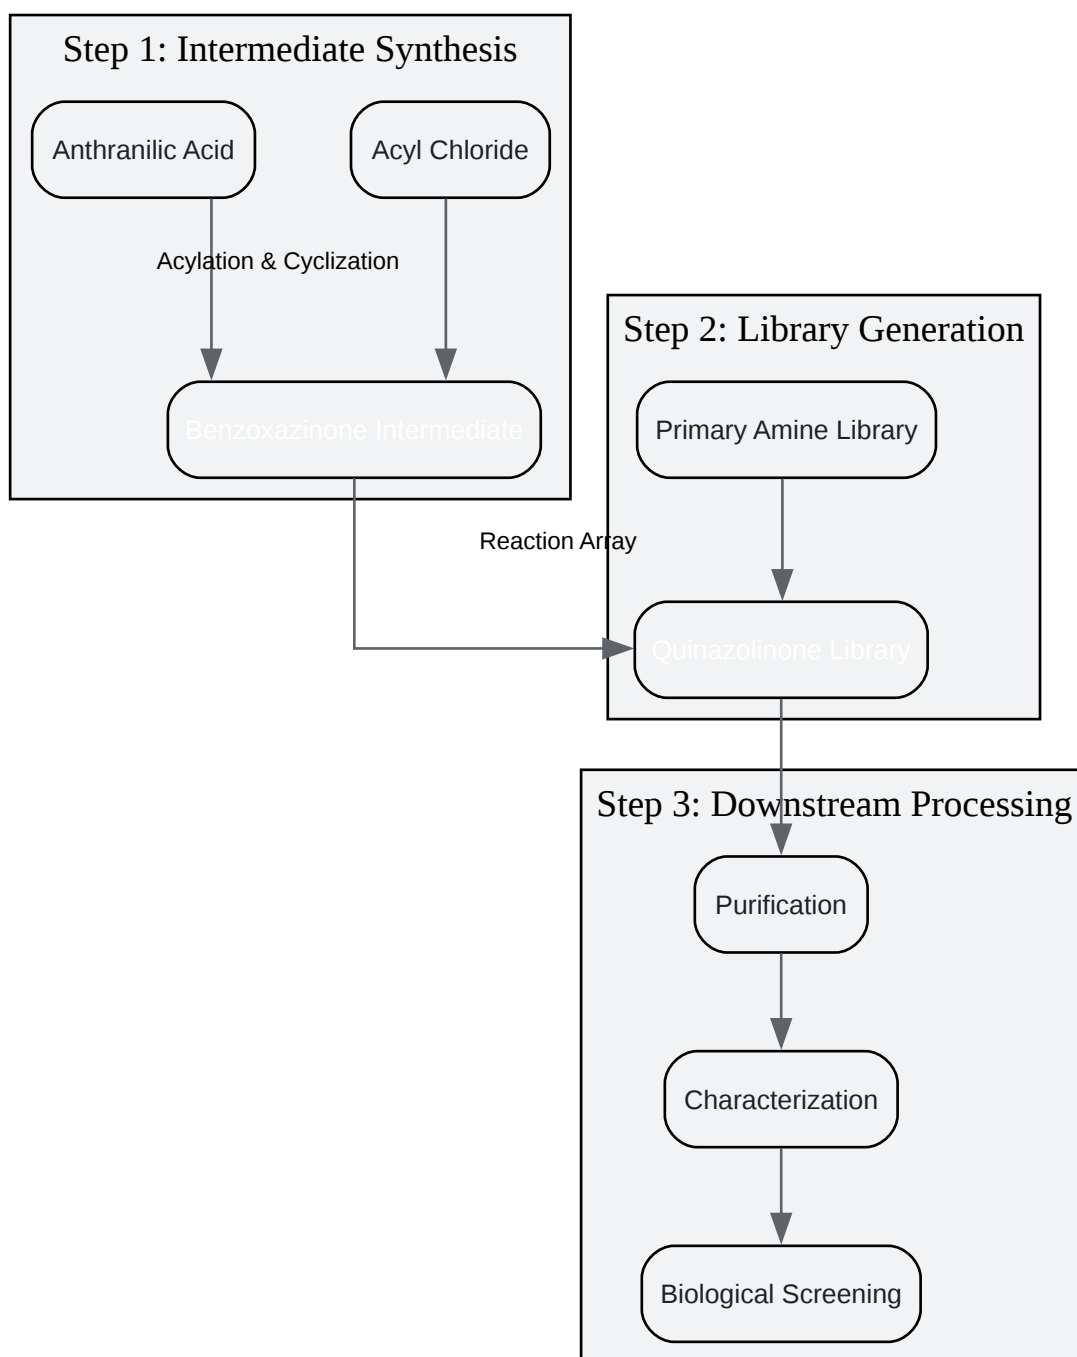 Step 1: Intermediate Synthesis
Anthranilic Acid
Acyl Chloride
Acylation & Cyclization
Benzoxazinone Intermediate
Step 2: Library Generation
Primary Amine Library
Reaction Array
Quinazolinone Library
Step 3: Downstream Processing
Purification
Characterization
Biological Screening